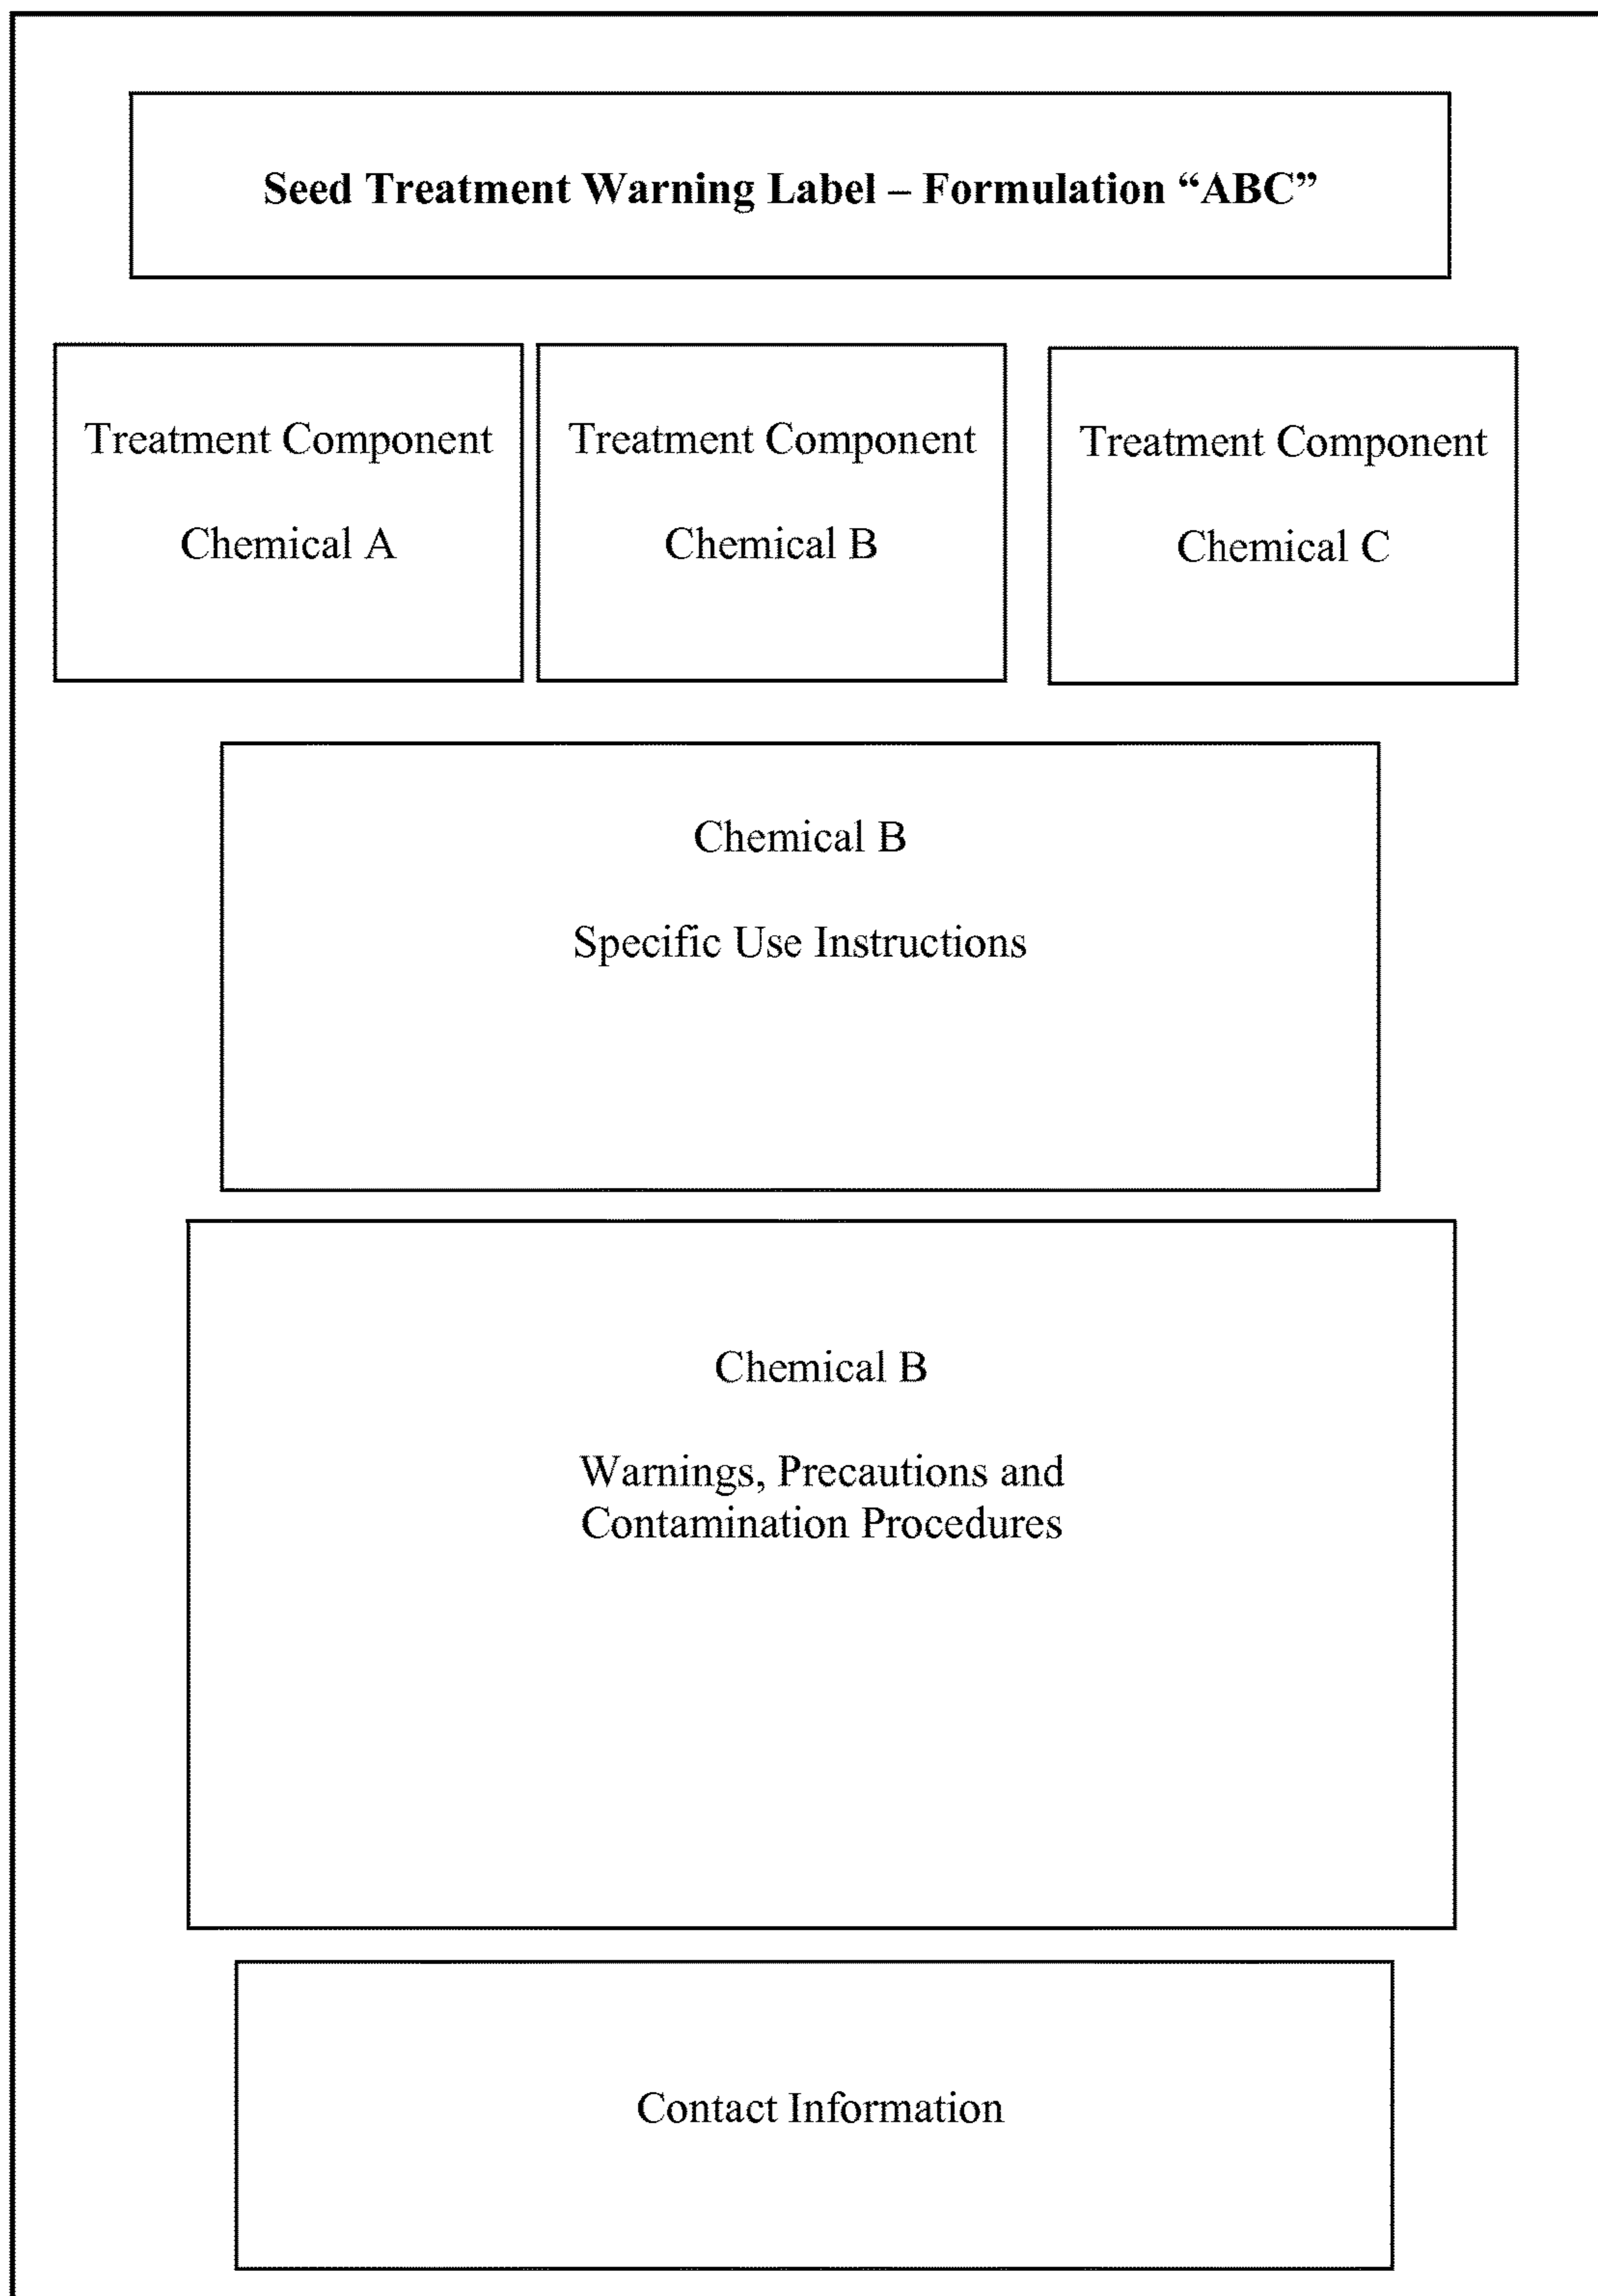 Seed Treatment Warning Label – Formulation “ABC”
Treatment Component
Chemical A
Treatment Component
Chemical B
Treatment Component
Chemical C
Chemical B
Specific Use Instructions
Chemical B
Warnings, Precautions and
Contamination Procedures
Contact Information